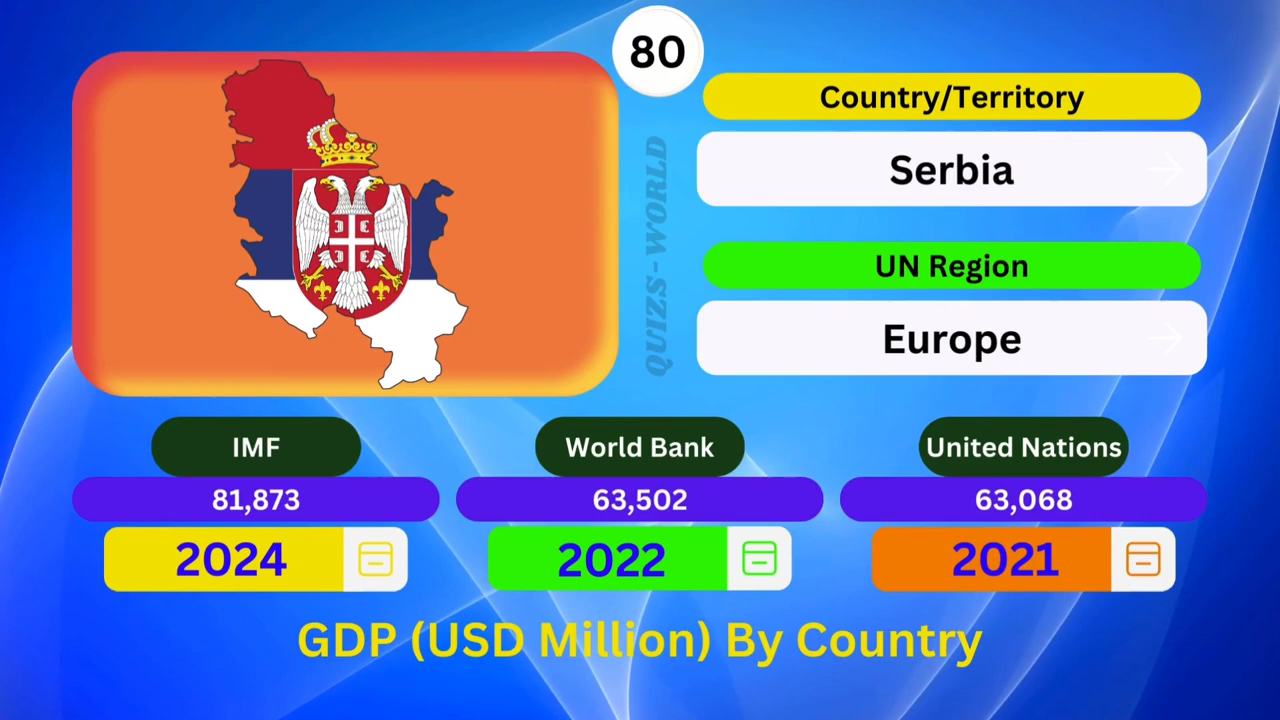 80
Country/Territory
Serbia
QUIZS-WORLD
UN Region
Europe
IMF
World Bank
United Nations
81,873
63,502
63,068
2024
2022
2021
GDP (USD Million) By Country